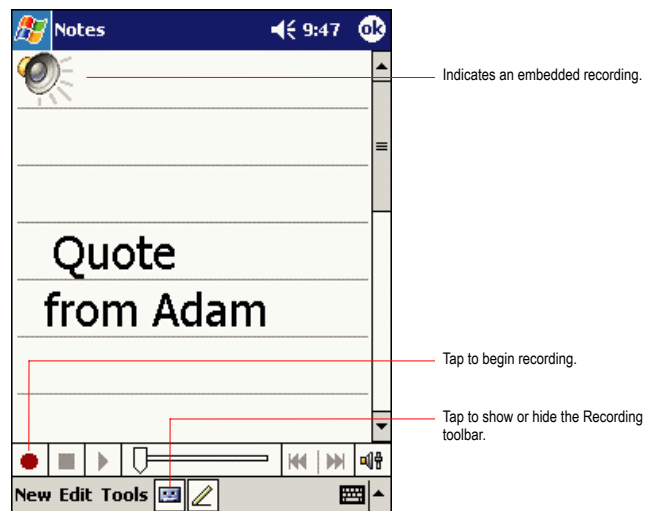 Notes 9:47 ok
Indicates an embedded recording.
Quote
from Adam
Tap to begin recording.
Tap to show or hide the Recording
toolbar.
New Edit Tools